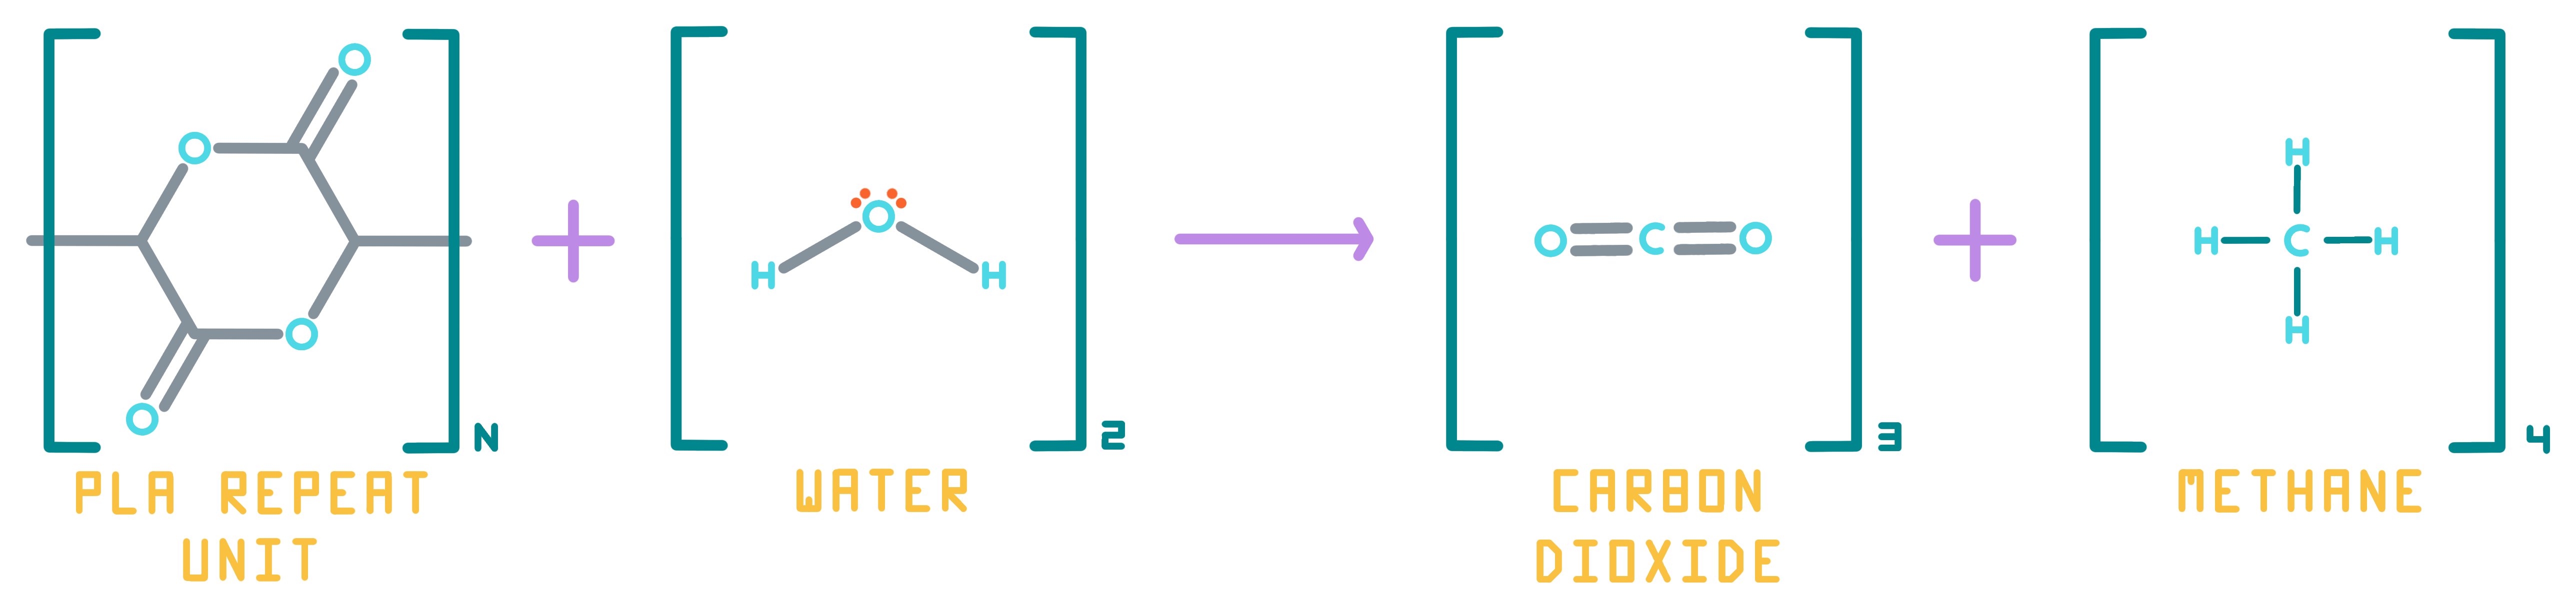 O
O
O
O
N
PLA REPEAT
UNIT
+
O
H H
2
WATER
O C O
3
CARBON
DIOXIDE
+
H
H C H
H
4
METHANE